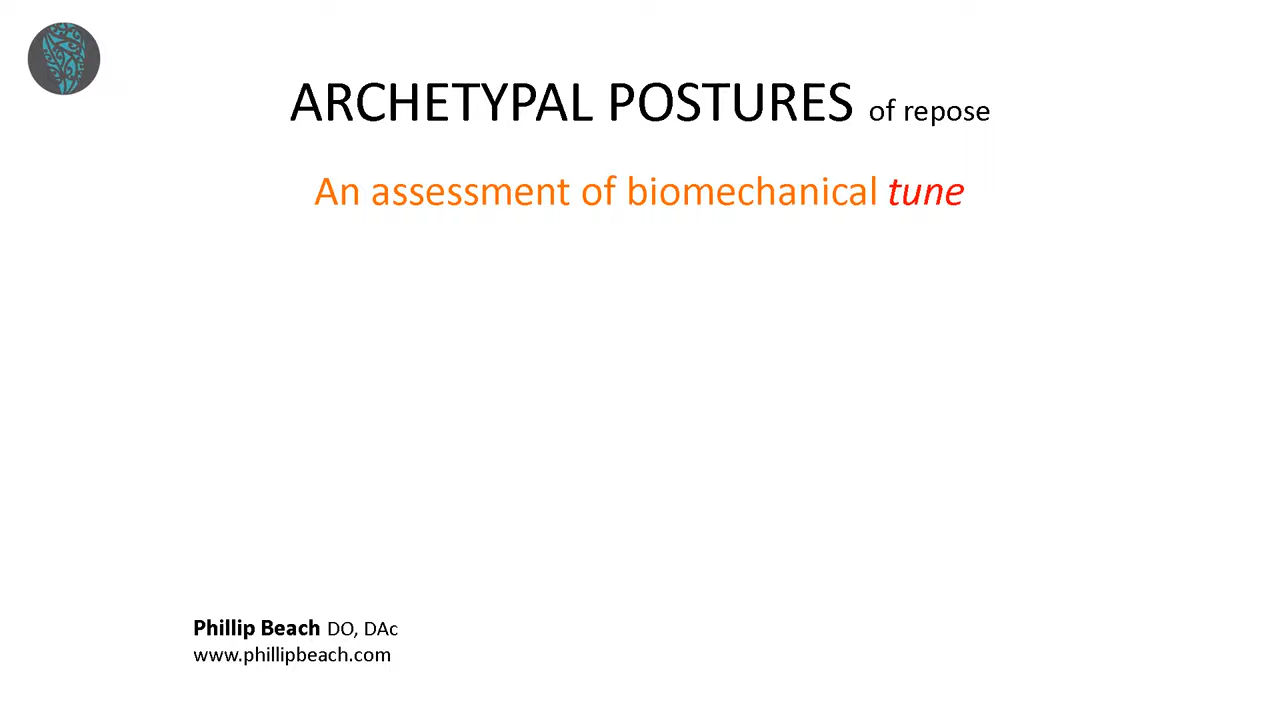 ARCHETYPAL POSTURES of repose
An assessment of biomechanical tune
Phillip Beach DO, DAc
www.phillipbeach.com